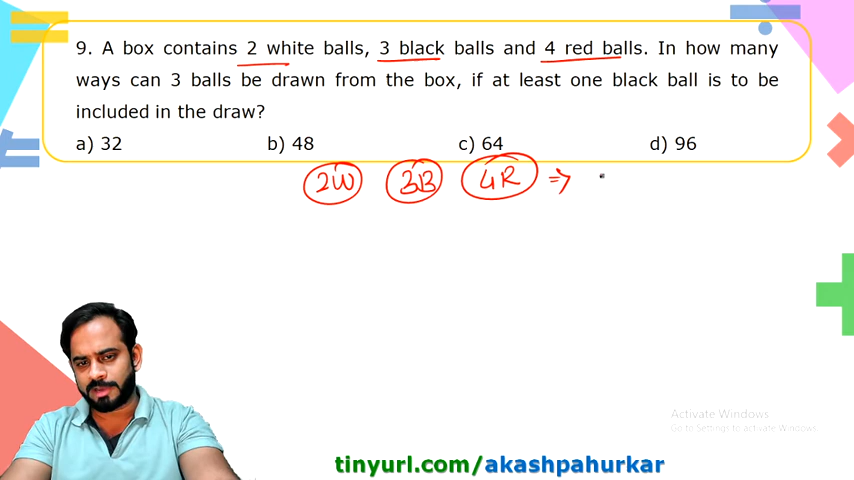 9. A box contains 2 white balls, 3 black balls and 4 red balls. In how many
ways can 3 balls be drawn from the box, if at least one black ball is to be
included in the draw?
a) 32 b) 48 c) 64 d) 96
2W 3B 4R ⇒
Activate Windows
Go to Settings to activate Windows.
tinyurl.com/akashpahurkar